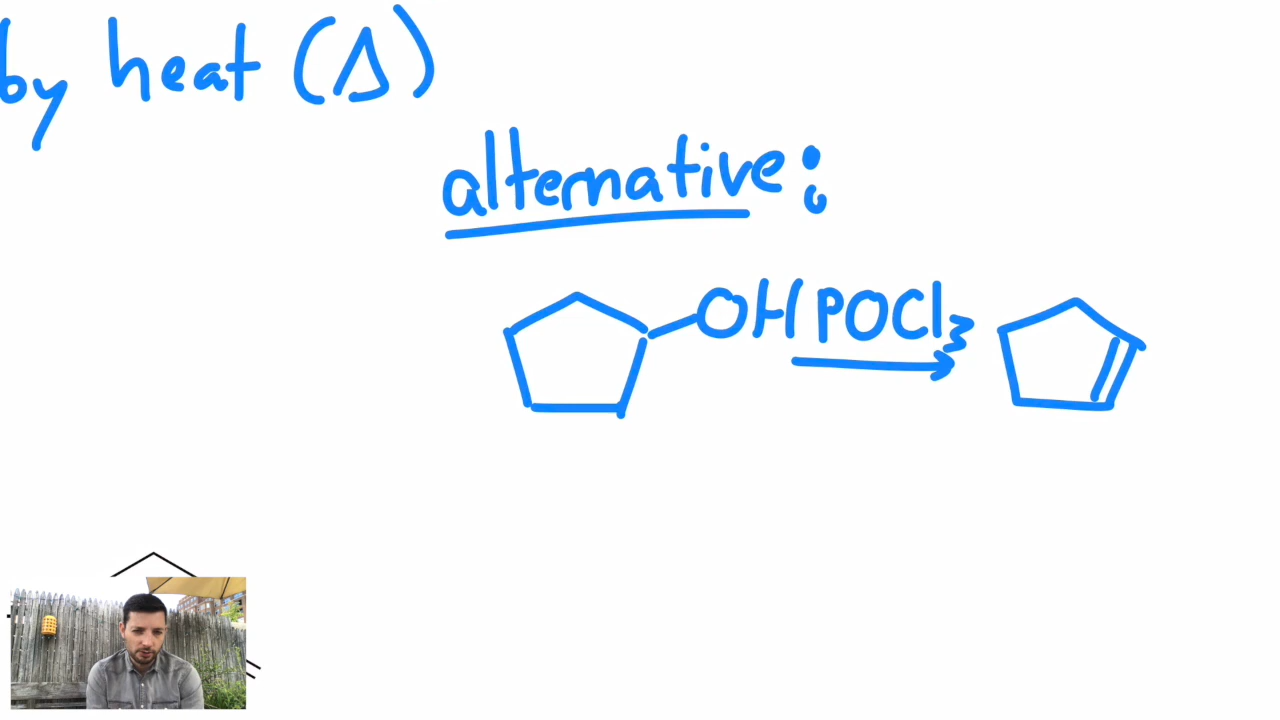 by heat (Δ)
alternative:
OH POCl₃